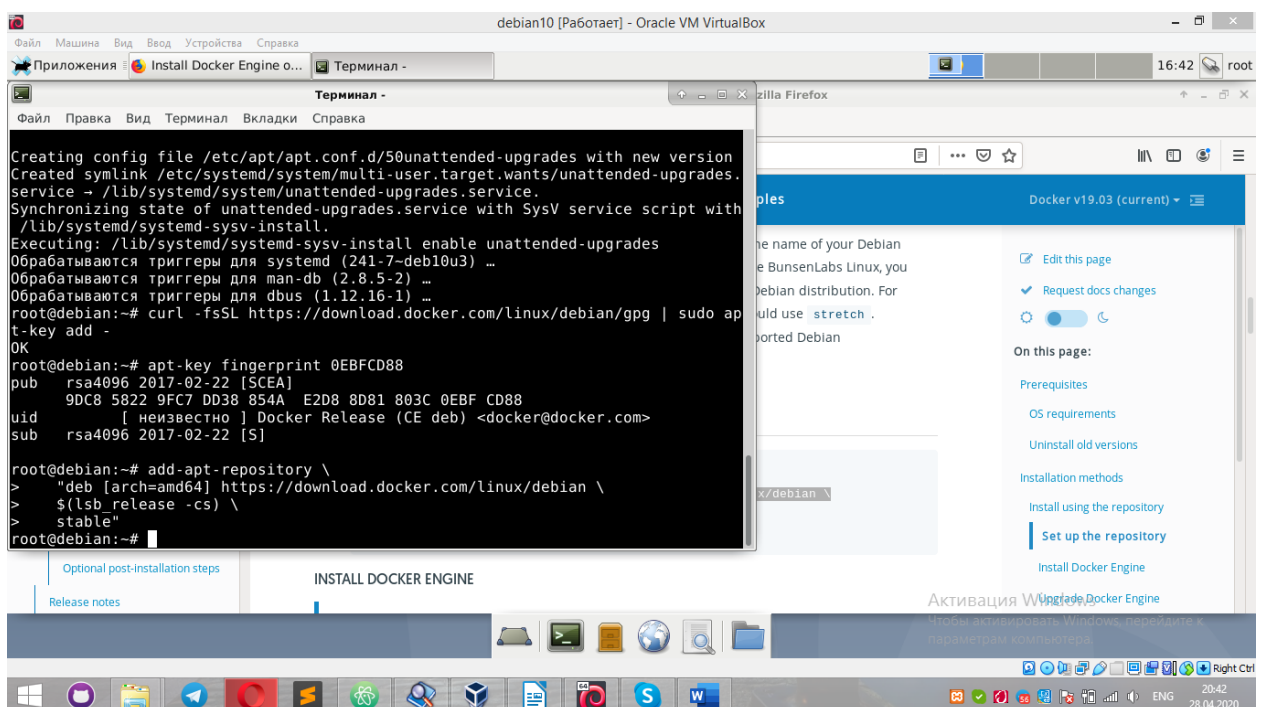 debian10 [Работает] - Oracle VM VirtualBox
Файл Машина Вид Ввод Устройства Справка
Приложения Install Docker Engine o... Терминал - 16:42 root
Терминал - zilla Firefox
Файл Правка Вид Терминал Вкладки Справка
Creating config file /etc/apt/apt.conf.d/50unattended-upgrades with new version
Created symlink /etc/systemd/system/multi-user.target.wants/unattended-upgrades.
service → /lib/systemd/system/unattended-upgrades.service.
Synchronizing state of unattended-upgrades.service with SysV service script with
/lib/systemd/systemd-sysv-install.
Executing: /lib/systemd/systemd-sysv-install enable unattended-upgrades
Обрабатываются триггеры для systemd (241-7~deb10u3) …
Обрабатываются триггеры для man-db (2.8.5-2) …
Обрабатываются триггеры для dbus (1.12.16-1) …
root@debian:~# curl -fsSL https://download.docker.com/linux/debian/gpg | sudo ap
t-key add -
OK
root@debian:~# apt-key fingerprint 0EBFCD88
pub rsa4096 2017-02-22 [SCEA]
9DC8 5822 9FC7 DD38 854A E2D8 8D81 803C 0EBF CD88
uid [ неизвестно ] Docker Release (CE deb) <docker@docker.com>
sub rsa4096 2017-02-22 [S]
root@debian:~# add-apt-repository \
> "deb [arch=amd64] https://download.docker.com/linux/debian \
> $(lsb_release -cs) \
> stable"
root@debian:~#
ples
Docker v19.03 (current)
he name of your Debian
e BunsenLabs Linux, you
Debian distribution. For
uld use stretch .
ported Debian
x/debian \
Edit this page
Request docs changes
On this page:
Prerequisites
OS requirements
Uninstall old versions
Installation methods
Install using the repository
Set up the repository
Install Docker Engine
Upgrade Docker Engine
Optional post-installation steps
Release notes
INSTALL DOCKER ENGINE
Активация Windows
Чтобы активировать Windows, перейдите к
параметрам компьютера.
Right Ctrl
ENG 20:42
28.04.2020